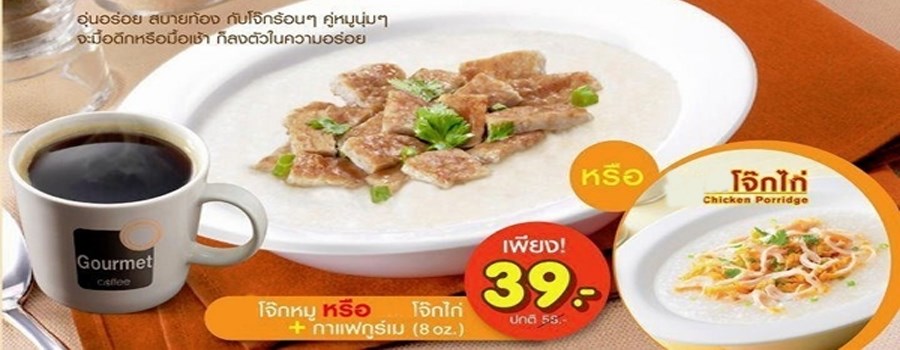 อุ่นอร่อย สบายท้อง กับโจ๊กร้อนๆ คู่หมูนุ่มๆ
จะมื้อดึกหรือมื้อเช้า ก็ลงตัวในความอร่อย
หรือ
โจ๊กไก่
Chicken Porridge
Gourmet
coffee
เพียง!
39.-
ปกติ 55.-
โจ๊กหมู หรือ โจ๊กไก่
+ กาแฟกูร์เม (8 oz.)